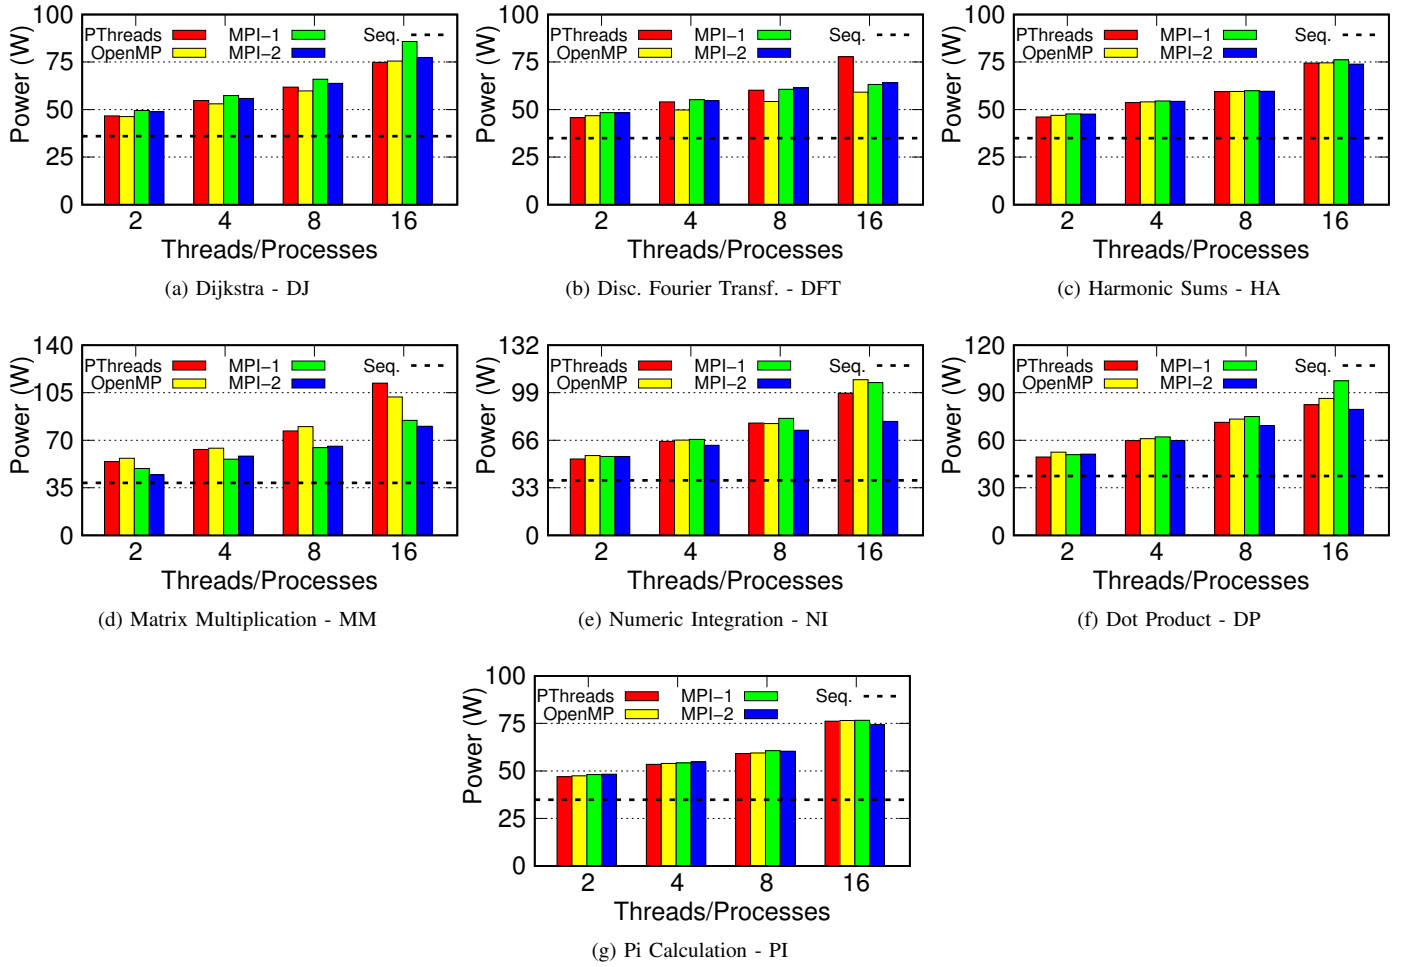 Power (W)
100
75
50
25
0
PThreads
OpenMP
MPI-1
MPI-2
Seq.
2 4 8 16
Threads/Processes
(a) Dijkstra - DJ
Power (W)
100
75
50
25
0
PThreads
OpenMP
MPI-1
MPI-2
Seq.
2 4 8 16
Threads/Processes
(b) Disc. Fourier Transf. - DFT
Power (W)
100
75
50
25
0
PThreads
OpenMP
MPI-1
MPI-2
Seq.
2 4 8 16
Threads/Processes
(c) Harmonic Sums - HA
Power (W)
140
105
70
35
0
PThreads
OpenMP
MPI-1
MPI-2
Seq.
2 4 8 16
Threads/Processes
(d) Matrix Multiplication - MM
Power (W)
132
99
66
33
0
PThreads
OpenMP
MPI-1
MPI-2
Seq.
2 4 8 16
Threads/Processes
(e) Numeric Integration - NI
Power (W)
120
90
60
30
0
PThreads
OpenMP
MPI-1
MPI-2
Seq.
2 4 8 16
Threads/Processes
(f) Dot Product - DP
Power (W)
100
75
50
25
0
PThreads
OpenMP
MPI-1
MPI-2
Seq.
2 4 8 16
Threads/Processes
(g) Pi Calculation - PI